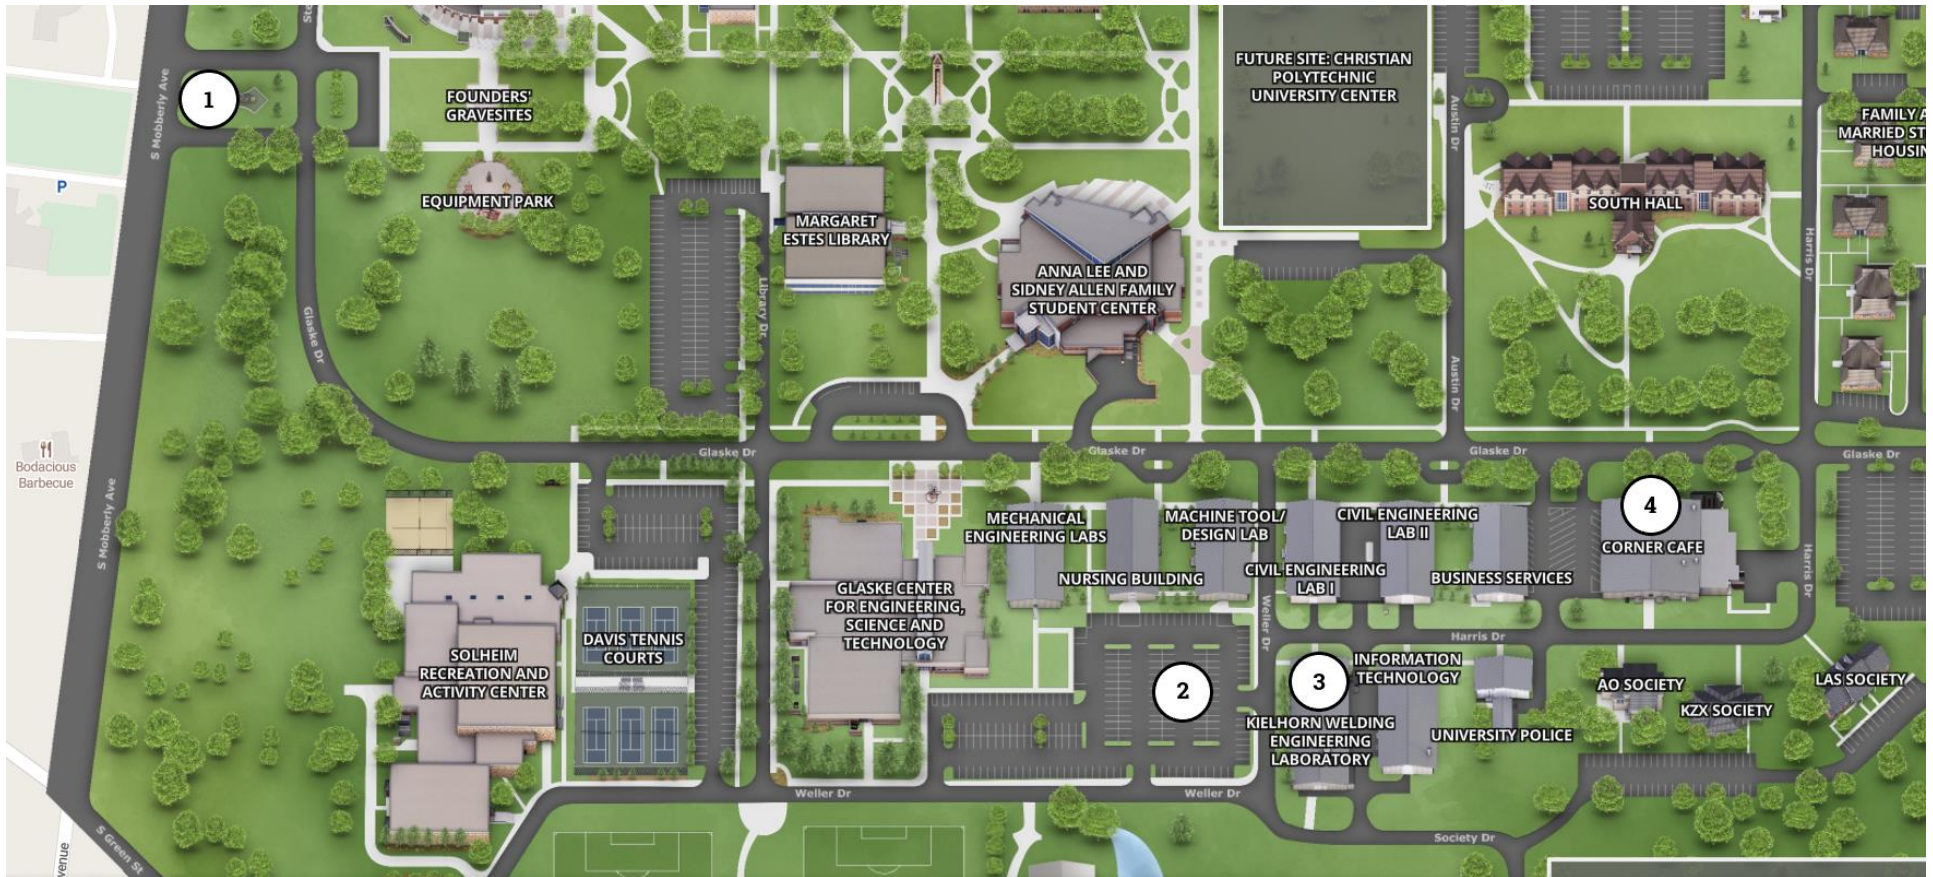 S Mobberly Ave
1
FOUNDERS'
GRAVESITES
FUTURE SITE: CHRISTIAN
POLYTECHNIC
UNIVERSITY CENTER
Austin Dr
P
EQUIPMENT PARK
MARGARET
ESTES LIBRARY
SOUTH HALL
ANNA LEE AND
SIDNEY ALLEN FAMILY
STUDENT CENTER
Harris Dr
Library Dr
Glaske Dr
Austin Dr
Bodacious
Barbecue
Glaske Dr
Glaske Dr
Glaske Dr
Glaske Dr
S Mobberly Ave
MECHANICAL
ENGINEERING LABS
MACHINE TOOL/
DESIGN LAB
CIVIL ENGINEERING
LAB II
4
CORNER CAFE
NURSING BUILDING
CIVIL ENGINEERING
LAB I
BUSINESS SERVICES
Harris Dr
GLASKE CENTER
FOR ENGINEERING,
SCIENCE AND
TECHNOLOGY
DAVIS TENNIS
COURTS
SOLHEIM
RECREATION AND
ACTIVITY CENTER
Weller Dr
Harris Dr
2
3
INFORMATION
TECHNOLOGY
AO SOCIETY
KZX SOCIETY
LAS SOCIETY
KIELHORN WELDING
ENGINEERING
LABORATORY
UNIVERSITY POLICE
Weller Dr
Weller Dr
Society Dr
S Green St